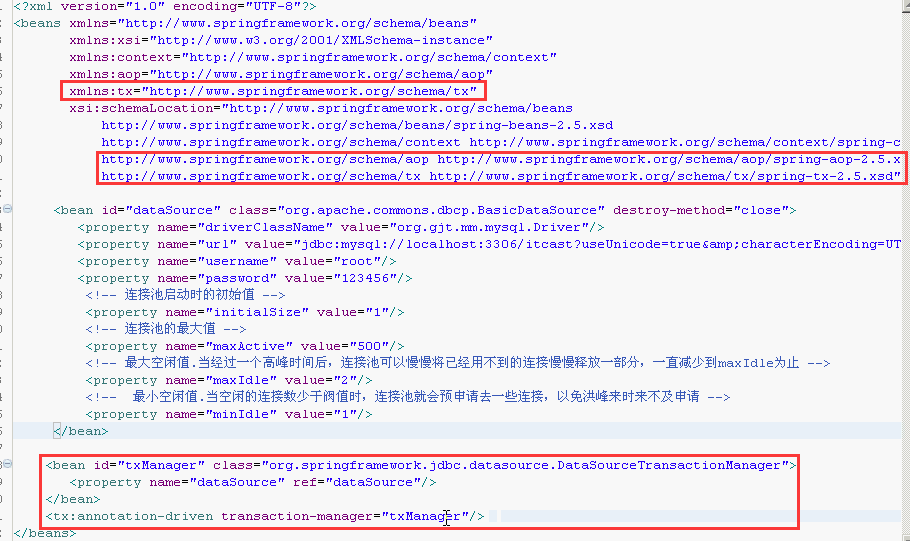 <?xml version="1.0" encoding="UTF-8"?>
<beans xmlns="http://www.springframework.org/schema/beans"
xmlns:xsi="http://www.w3.org/2001/XMLSchema-instance"
xmlns:context="http://www.springframework.org/schema/context"
xmlns:aop="http://www.springframework.org/schema/aop"
xmlns:tx="http://www.springframework.org/schema/tx"
xsi:schemaLocation="http://www.springframework.org/schema/beans
http://www.springframework.org/schema/beans/spring-beans-2.5.xsd
http://www.springframework.org/schema/context http://www.springframework.org/schema/context/spring-c
http://www.springframework.org/schema/aop http://www.springframework.org/schema/aop/spring-aop-2.5.x
http://www.springframework.org/schema/tx http://www.springframework.org/schema/tx/spring-tx-2.5.xsd"
<bean id="dataSource" class="org.apache.commons.dbcp.BasicDataSource" destroy-method="close">
<property name="driverClassName" value="org.gjt.mm.mysql.Driver"/>
<property name="url" value="jdbc:mysql://localhost:3306/itcast?useUnicode=true&amp;characterEncoding=UT
<property name="username" value="root"/>
<property name="password" value="123456"/>
<!-- 连接池启动时的初始值 -->
<property name="initialSize" value="1"/>
<!-- 连接池的最大值 -->
<property name="maxActive" value="500"/>
<!-- 最大空闲值.当经过一个高峰时间后，连接池可以慢慢将已经用不到的连接慢慢释放一部分，一直减少到maxIdle为止 -->
<property name="maxIdle" value="2"/>
<!-- 最小空闲值.当空闲的连接数少于阀值时，连接池就会预申请去一些连接，以免洪峰来时来不及申请 -->
<property name="minIdle" value="1"/>
</bean>
<bean id="txManager" class="org.springframework.jdbc.datasource.DataSourceTransactionManager">
<property name="dataSource" ref="dataSource"/>
</bean>
<tx:annotation-driven transaction-manager="txManager"/>
</beans>